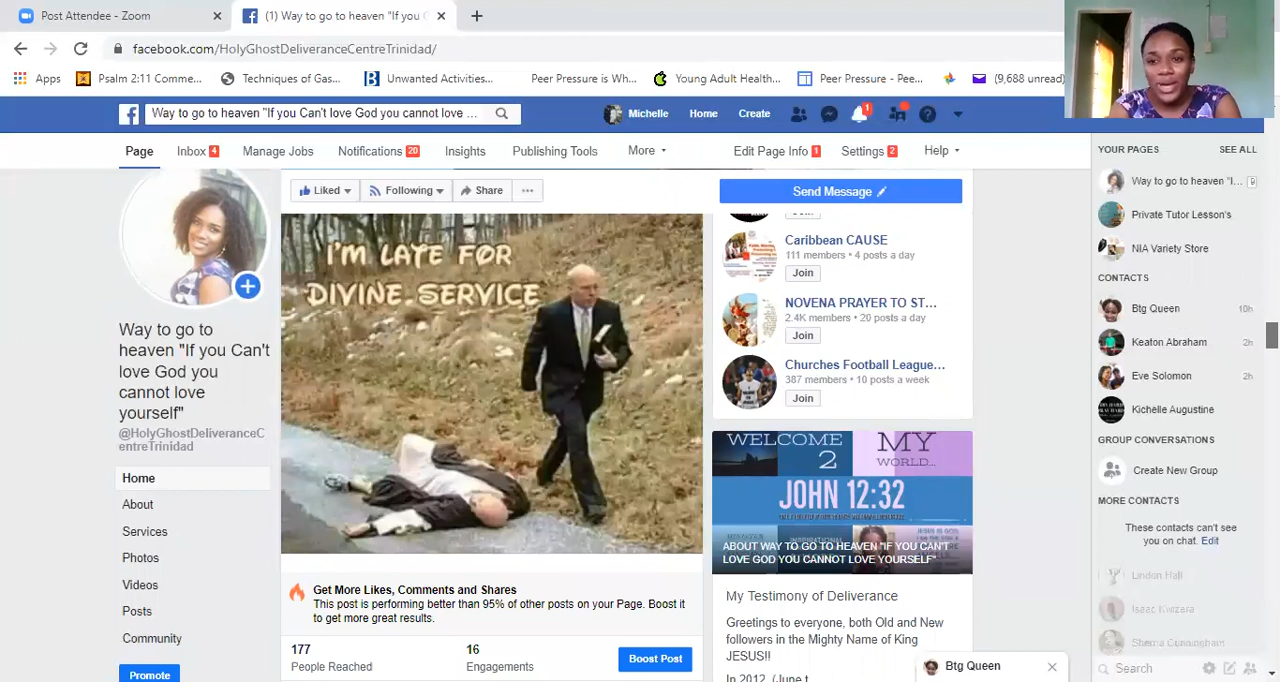 Post Attendee - Zoom
(1) Way to go to heaven "If you C
facebook.com/HolyGhostDeliveranceCentreTrinidad/
Apps
Psalm 2:11 Comme...
Techniques of Gas...
Unwanted Activities...
Peer Pressure is Wh...
Young Adult Health...
Peer Pressure - Pee...
(9,688 unread)
Way to go to heaven "If you Can't love God you cannot love ...
Michelle
Home
Create
1
Page
Inbox 4
Manage Jobs
Notifications 20
Insights
Publishing Tools
More
Edit Page Info 1
Settings 2
Help
Liked
Following
Share
...
Send Message
Way to go to
heaven "If you Can't
love God you
cannot love
yourself"
@HolyGhostDeliveranceC
entreTrinidad
Home
About
Services
Photos
Videos
Posts
Community
Promote
I'M LATE FOR
DIVINE SERVICE
Get More Likes, Comments and Shares
This post is performing better than 95% of other posts on your Page. Boost it
to get more great results.
177
People Reached
16
Engagements
Boost Post
Join
Caribbean CAUSE
111 members • 4 posts a day
Join
NOVENA PRAYER TO ST...
2.4K members • 20 posts a day
Join
Churches Football League...
387 members • 10 posts a week
Join
WELCOME
2
MY
WORLD...
JOHN 12:32
ABOUT WAY TO GO TO HEAVEN "IF YOU CAN'T
LOVE GOD YOU CANNOT LOVE YOURSELF"
My Testimony of Deliverance
Greetings to everyone, both Old and New
followers in the Mighty Name of King
JESUS!!
In 2012, (June t
YOUR PAGES
SEE ALL
Way to go to heaven "I... 9
Private Tutor Lesson's
NIA Variety Store
CONTACTS
Btg Queen 10h
Keaton Abraham 2h
Eve Solomon 2h
Kichelle Augustine
GROUP CONVERSATIONS
Create New Group
MORE CONTACTS
These contacts can't see
you on chat. Edit
Lindon Hall
Isaac Kwizara
Sherma Cunningham
Btg Queen
Search